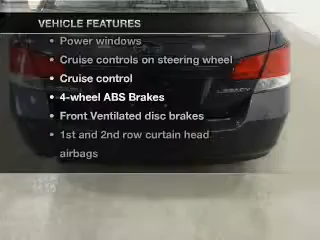 VEHICLE FEATURES
• Power windows
• Cruise controls on steering wheel
• Cruise control
• 4-wheel ABS Brakes
• Front Ventilated disc brakes
• 1st and 2nd row curtain head
airbags